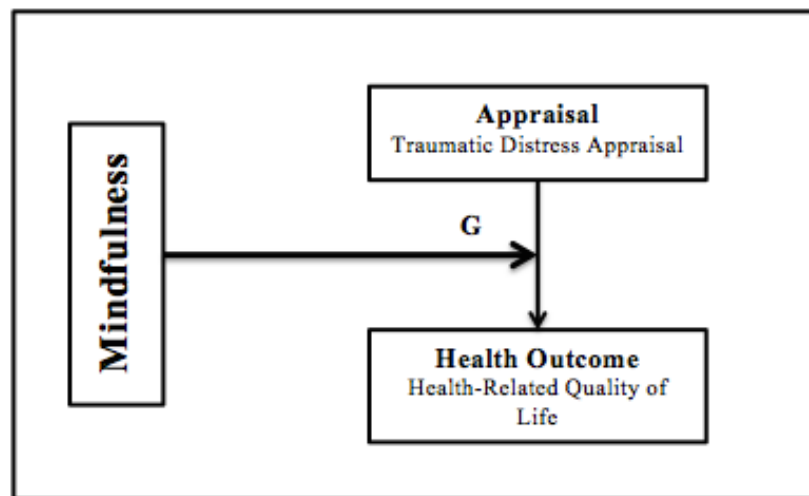 Mindfulness
Appraisal
Traumatic Distress Appraisal
G
Health Outcome
Health-Related Quality of
Life